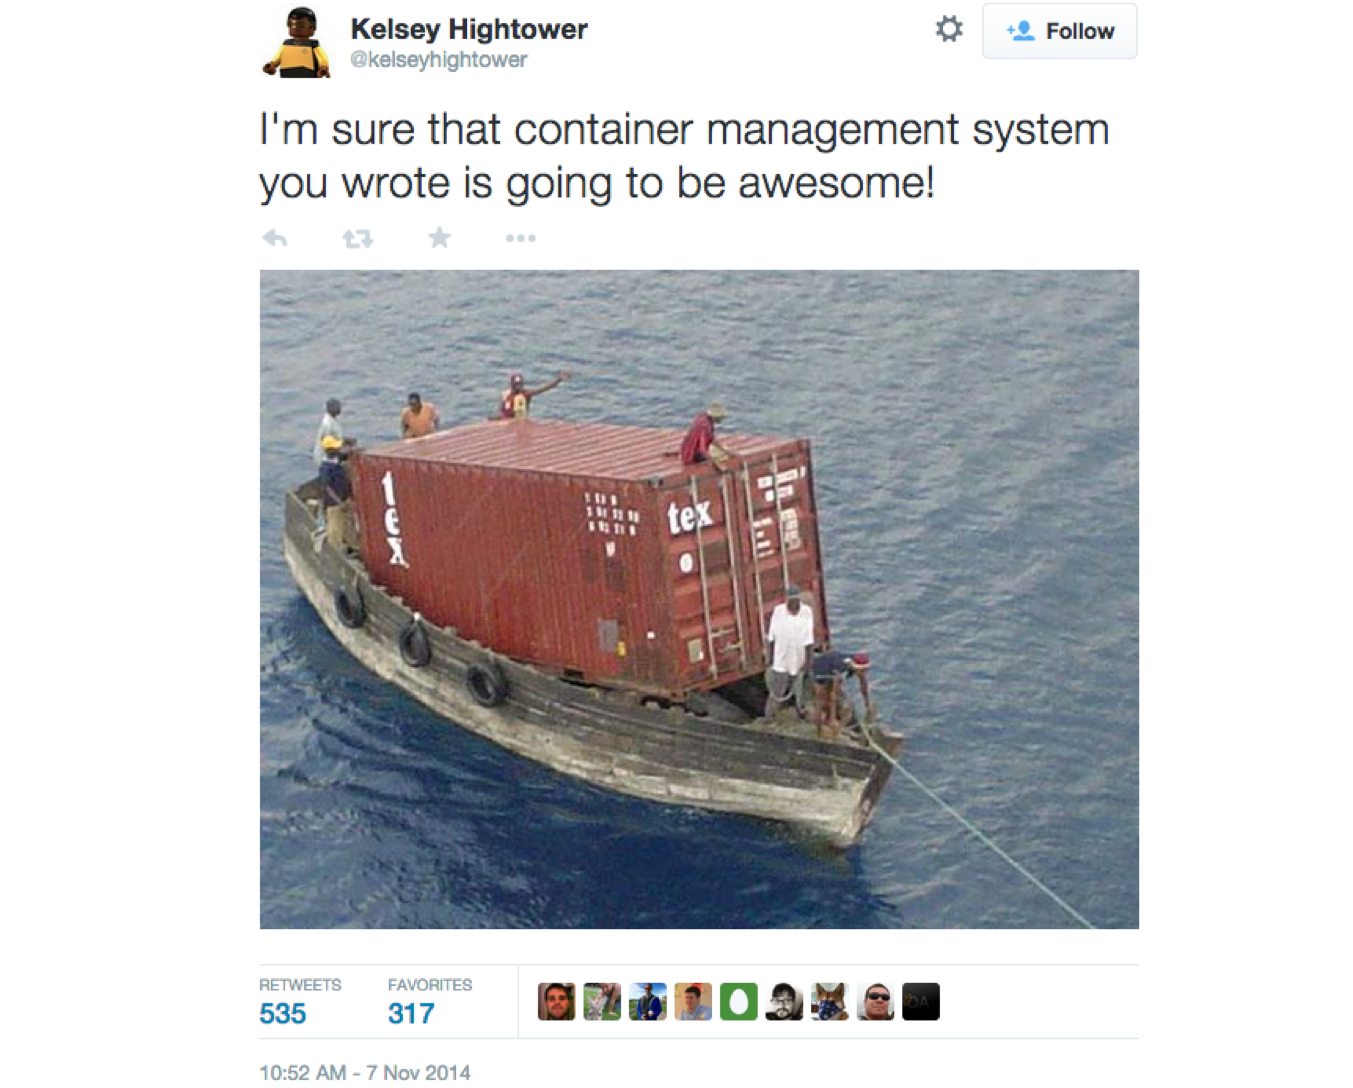 Kelsey Hightower
@kelseyhightower
Follow
I'm sure that container management system
you wrote is going to be awesome!
tex
tex
RETWEETS FAVORITES
535 317
10:52 AM - 7 Nov 2014